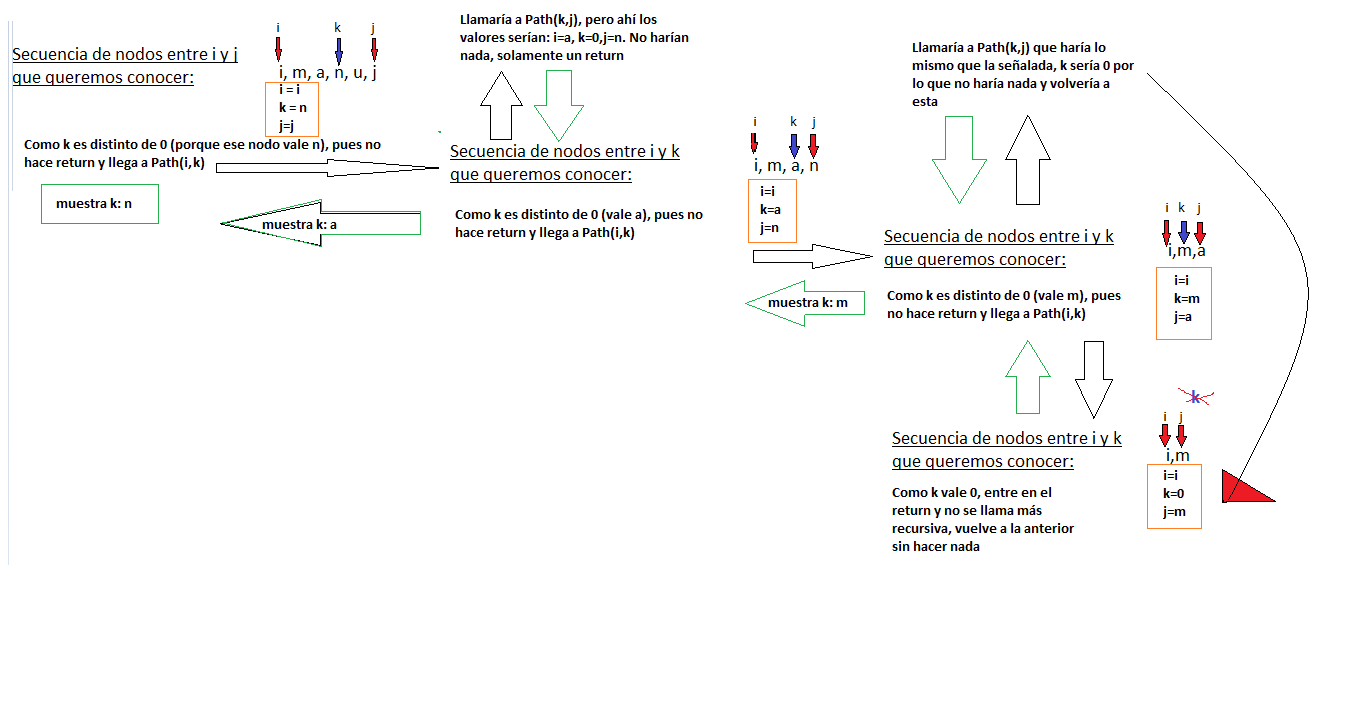 i k j
Secuencia de nodos entre i y j
que queremos conocer:
i, m, a, n, u, j
i = i
k = n
j=j
Como k es distinto de 0 (porque ese nodo vale n), pues no
hace return y llega a Path(i,k)
muestra k: n
muestra k: a
Llamaría a Path(k,j), pero ahí los
valores serían: i=a, k=0,j=n. No harían
nada, solamente un return
Secuencia de nodos entre i y k
que queremos conocer:
Como k es distinto de 0 (vale a), pues no
hace return y llega a Path(i,k)
i k j
i, m, a, n
i=i
k=a
j=n
muestra k: m
Llamaría a Path(k,j) que haría lo
mismo que la señalada, k sería 0 por
lo que no haría nada y volvería a
esta
Secuencia de nodos entre i y k
que queremos conocer:
Como k es distinto de 0 (vale m), pues
no hace return y llega a Path(i,k)
i k j
i,m,a
i=i
k=m
j=a
Secuencia de nodos entre i y k
que queremos conocer:
Como k vale 0, entre en el
return y no se llama más
recursiva, vuelve a la anterior
sin hacer nada
k
i j
i,m
i=i
k=0
j=m